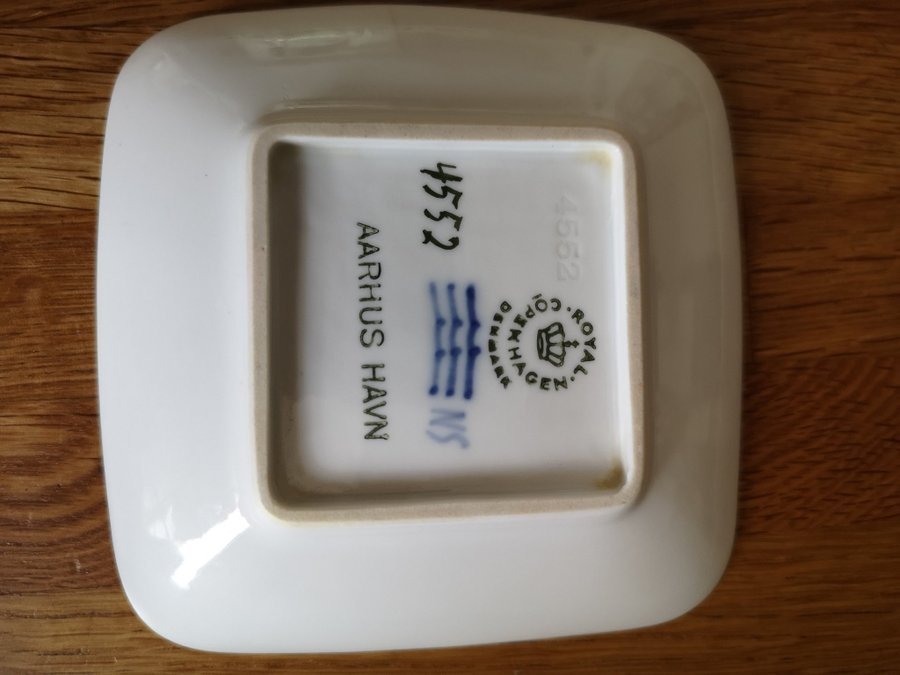 4552
· ROYAL ·
COPENHAGEN
DENMARK
4552
NS
AARHUS HAVN